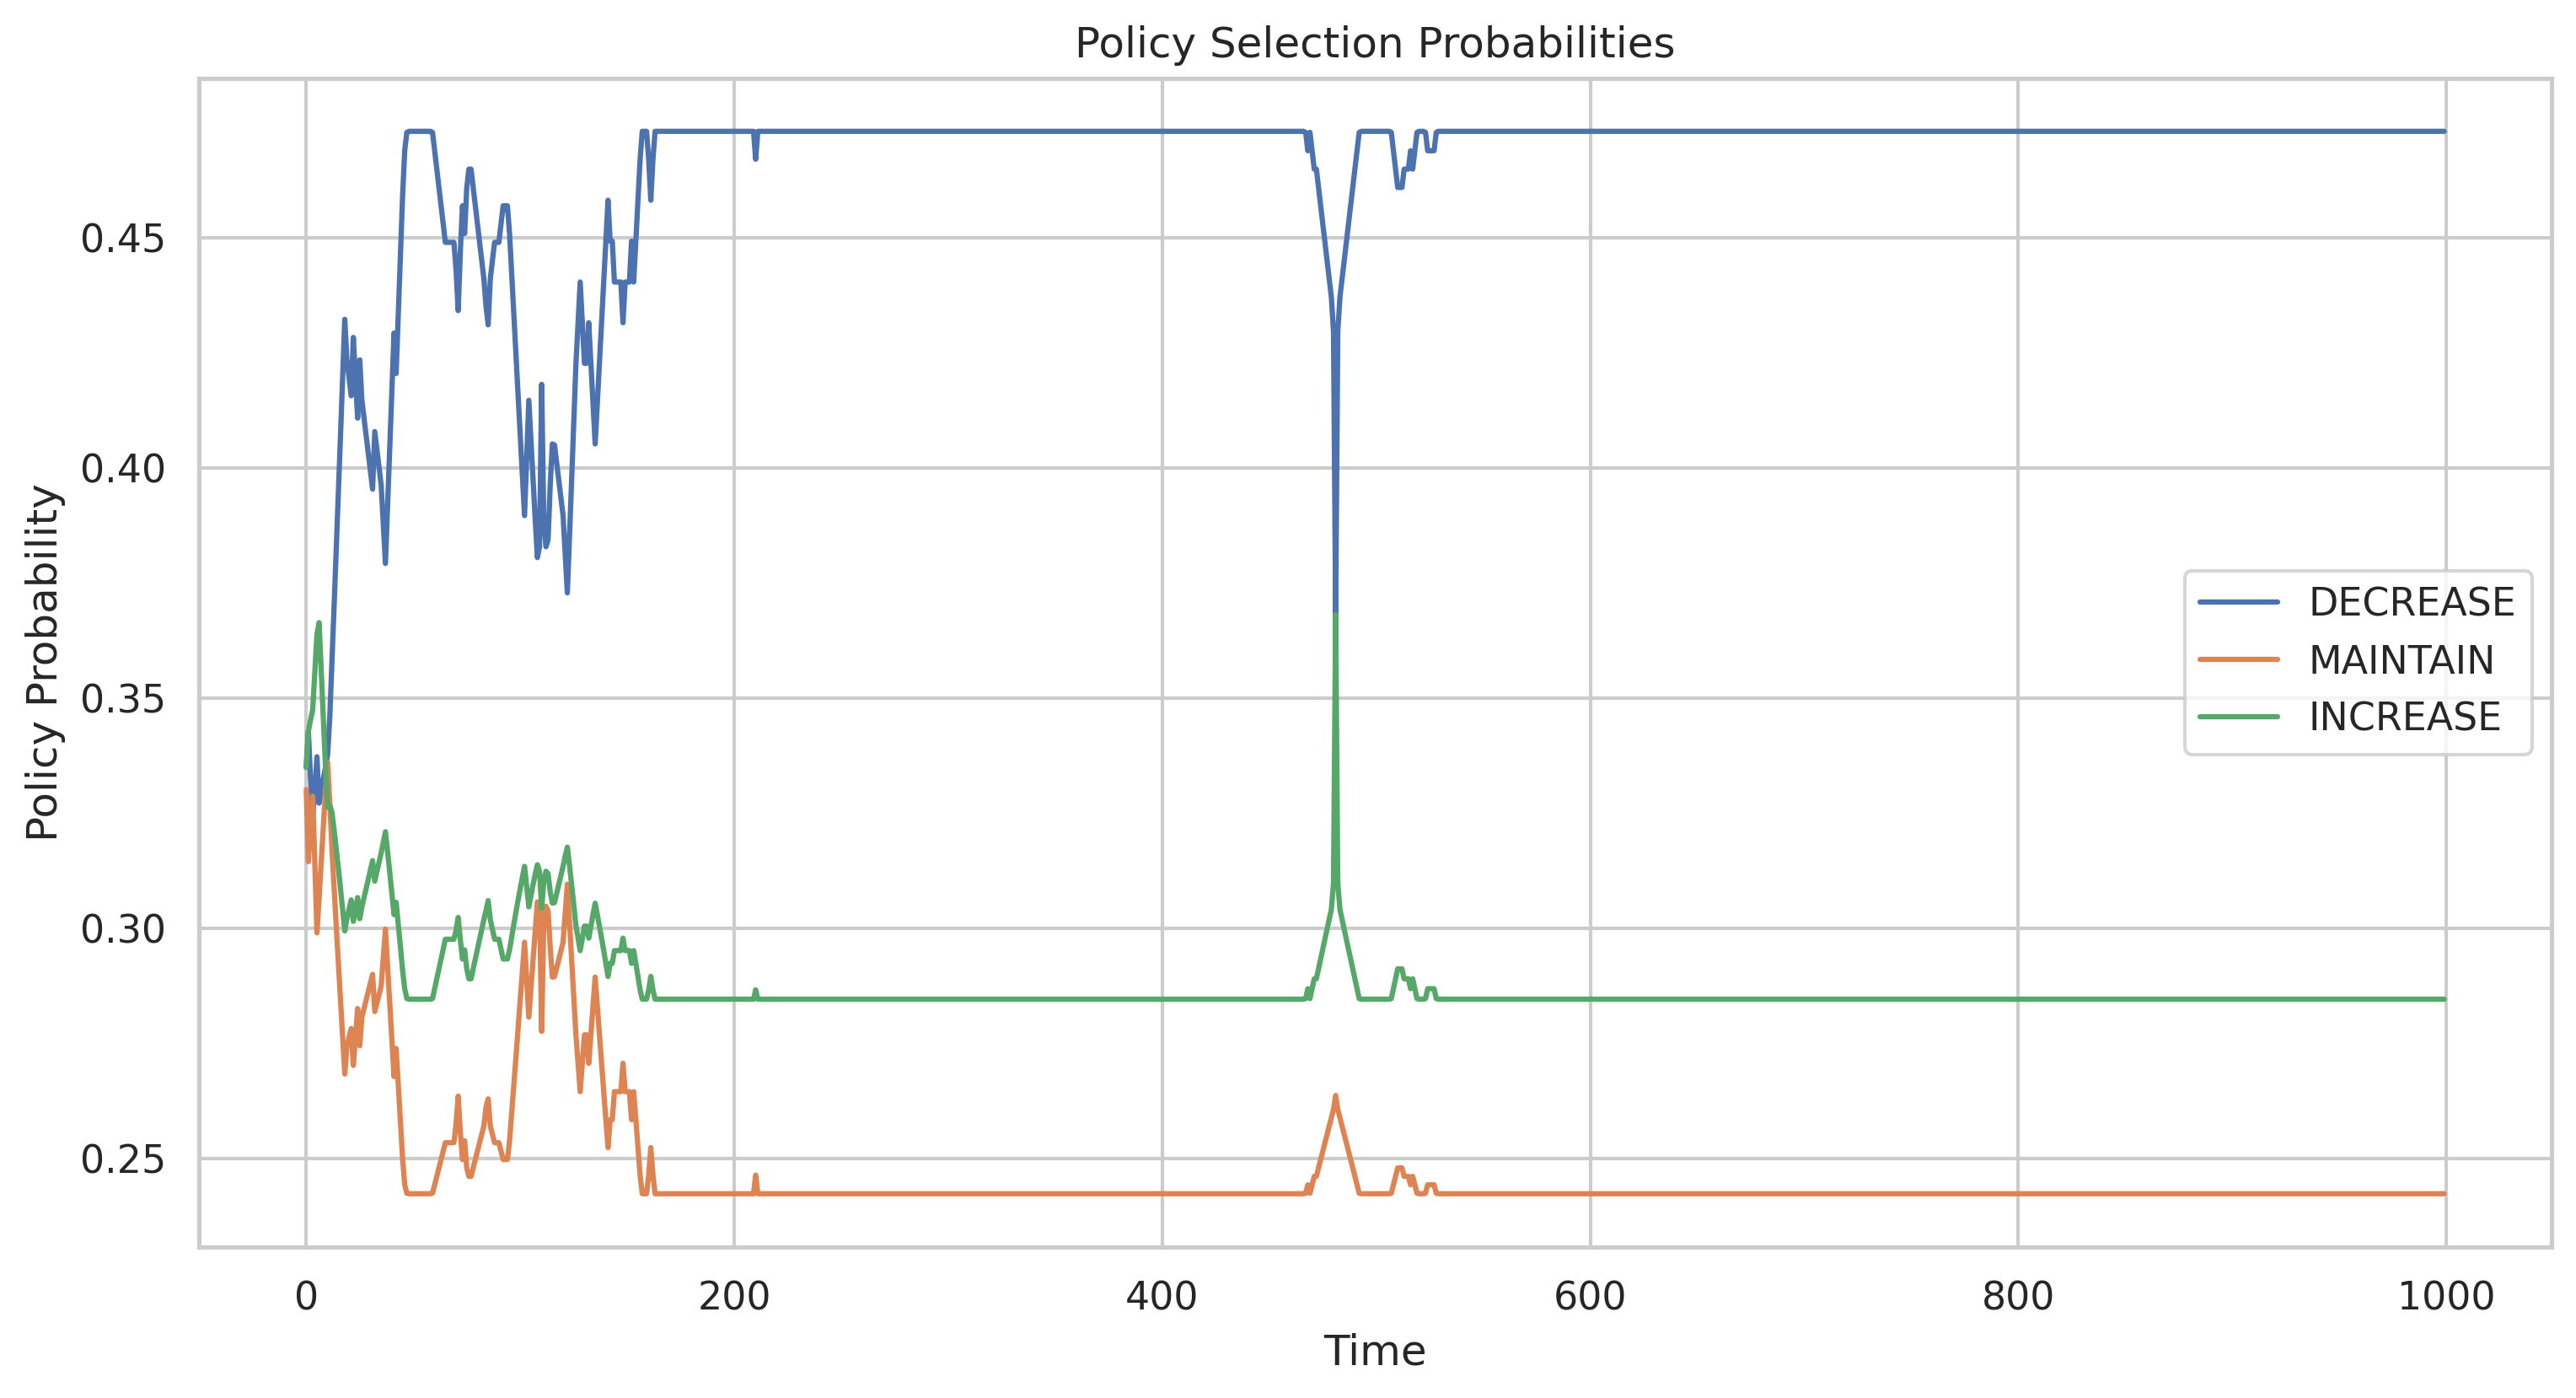 Policy Selection Probabilities
Policy Probability
0.45
0.40
0.35
0.30
0.25
DECREASE
MAINTAIN
INCREASE
0 200 400 600 800 1000
Time